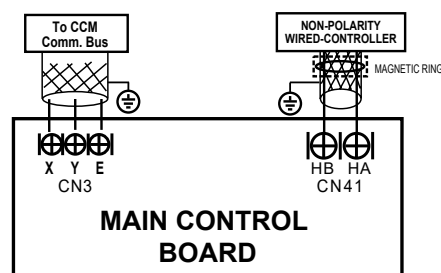 To CCM
Comm. Bus
NON-POLARITY
WIRED-CONTROLLER
MAGNETIC RING
X Y E
CN3
HB HA
CN41
MAIN CONTROL
BOARD